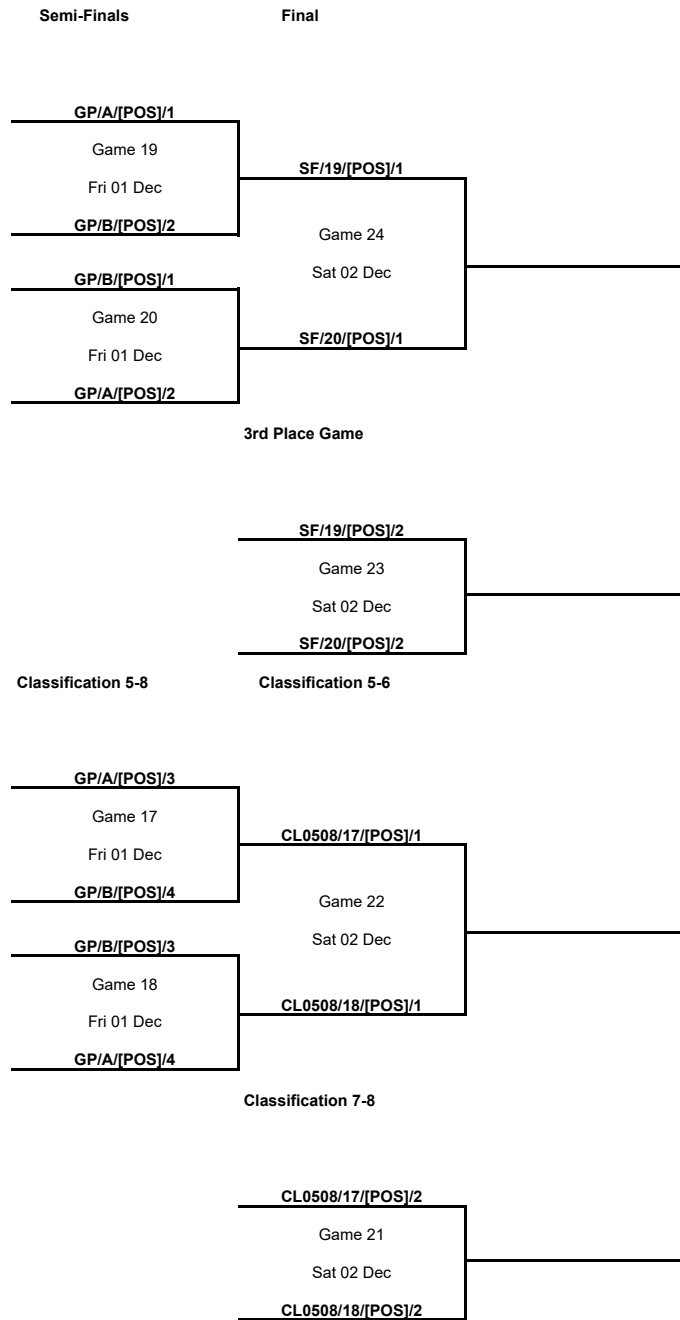 Semi-Finals Final
GP/A/[POS]/1
Game 19
SF/19/[POS]/1
Fri 01 Dec
GP/B/[POS]/2
Game 24
GP/B/[POS]/1
Sat 02 Dec
Game 20
SF/20/[POS]/1
Fri 01 Dec
GP/A/[POS]/2
3rd Place Game
SF/19/[POS]/2
Game 23
Sat 02 Dec
SF/20/[POS]/2
Classification 5-8 Classification 5-6
GP/A/[POS]/3
Game 17
CL0508/17/[POS]/1
Fri 01 Dec
GP/B/[POS]/4
Game 22
GP/B/[POS]/3
Sat 02 Dec
Game 18
CL0508/18/[POS]/1
Fri 01 Dec
GP/A/[POS]/4
Classification 7-8
CL0508/17/[POS]/2
Game 21
Sat 02 Dec
CL0508/18/[POS]/2